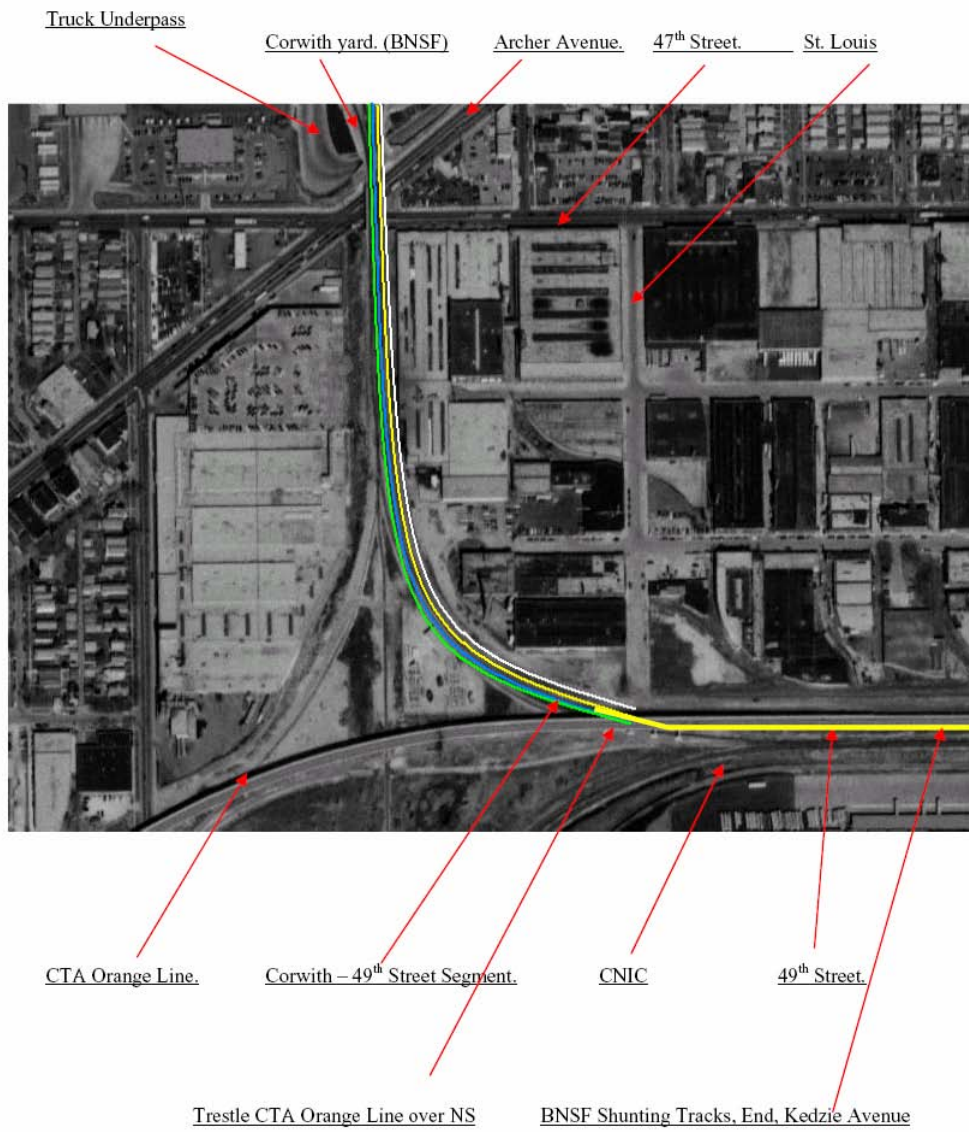 Truck Underpass
Corwith yard. (BNSF) Archer Avenue. 47th Street. St. Louis
CTA Orange Line. Corwith – 49th Street Segment. CNIC 49th Street.
Trestle CTA Orange Line over NS BNSF Shunting Tracks, End, Kedzie Avenue